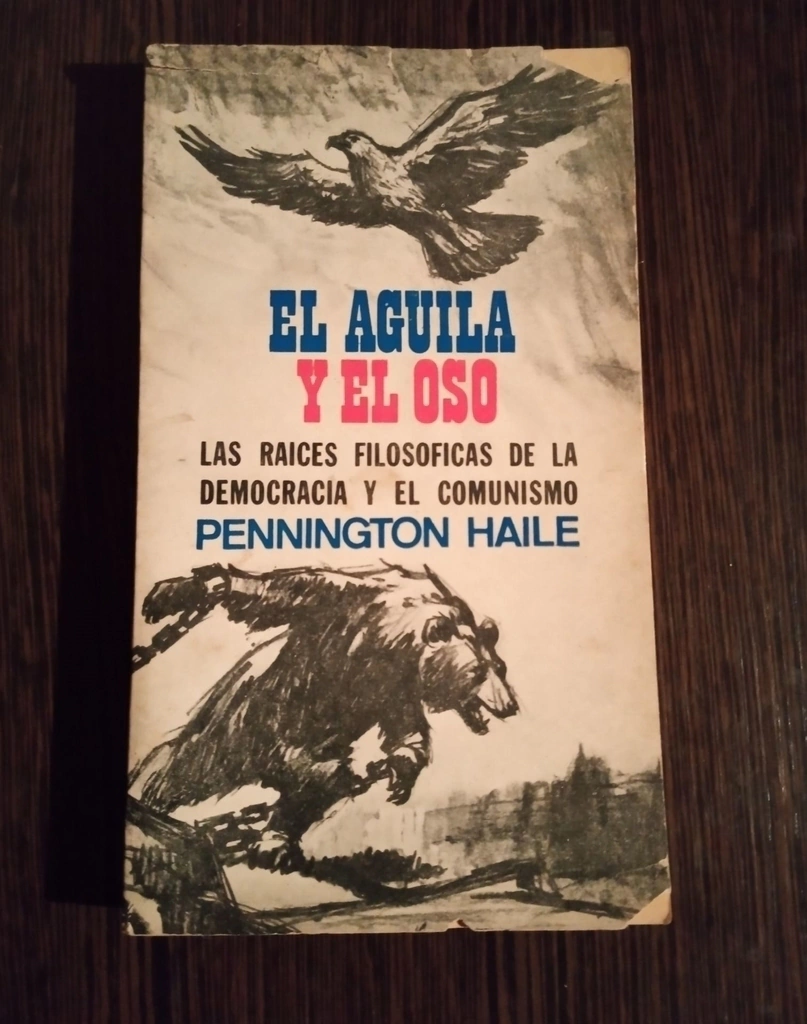 EL AGUILA
Y EL OSO
LAS RAICES FILOSOFICAS DE LA
DEMOCRACIA Y EL COMUNISMO
PENNINGTON HAILE